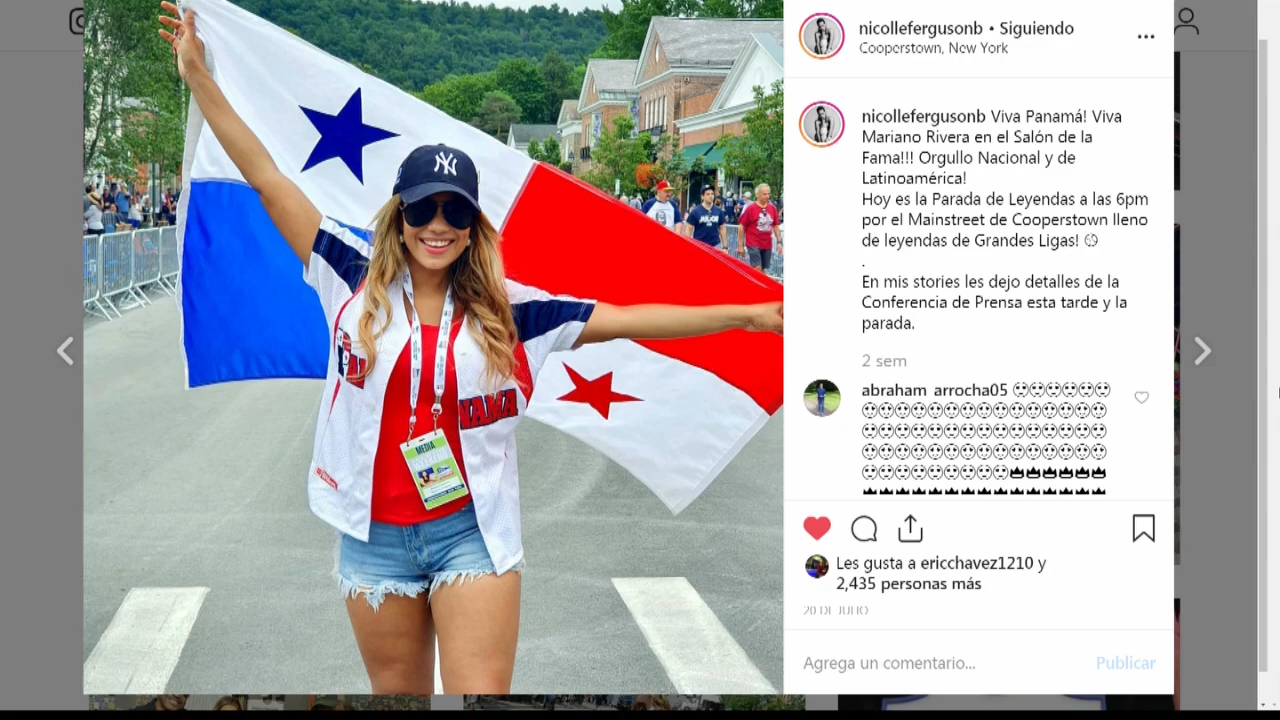 nicollefergusonb • Siguiendo
Cooperstown, New York
nicollefergusonb Viva Panamá! Viva
Mariano Rivera en el Salón de la
Fama!!! Orgullo Nacional y de
Latinoamérica!
Hoy es la Parada de Leyendas a las 6pm
por el Mainstreet de Cooperstown lleno
de leyendas de Grandes Ligas!
.
En mis stories les dejo detalles de la
Conferencia de Prensa esta tarde y la
parada.
2 sem
abraham_arrocha05
Les gusta a ericchavez1210 y
2,435 personas más
20 DE JULIO
Agrega un comentario...
Publicar
NY
NAMA
MEDIA